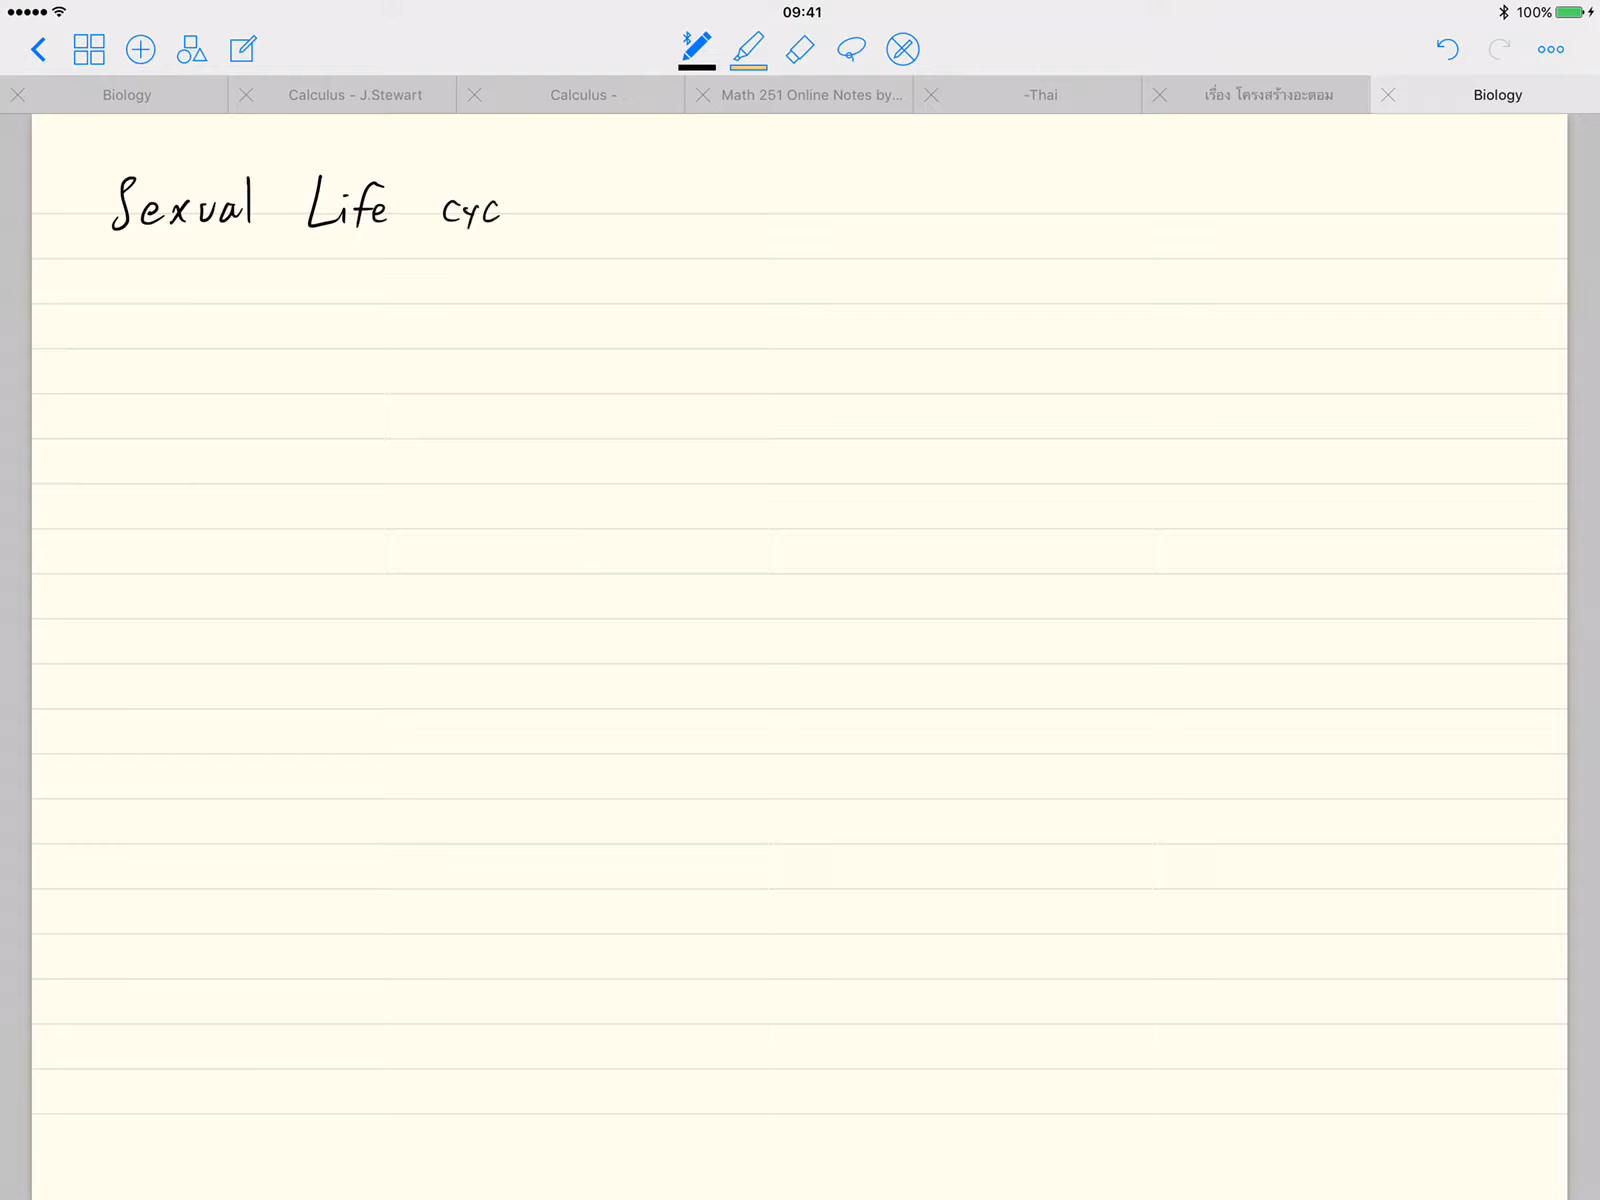 09:41
100%
Biology
Calculus - J.Stewart
Calculus -
Math 251 Online Notes by...
-Thai
เรื่อง โครงสร้างอะตอม
Biology
Sexual Life cyc